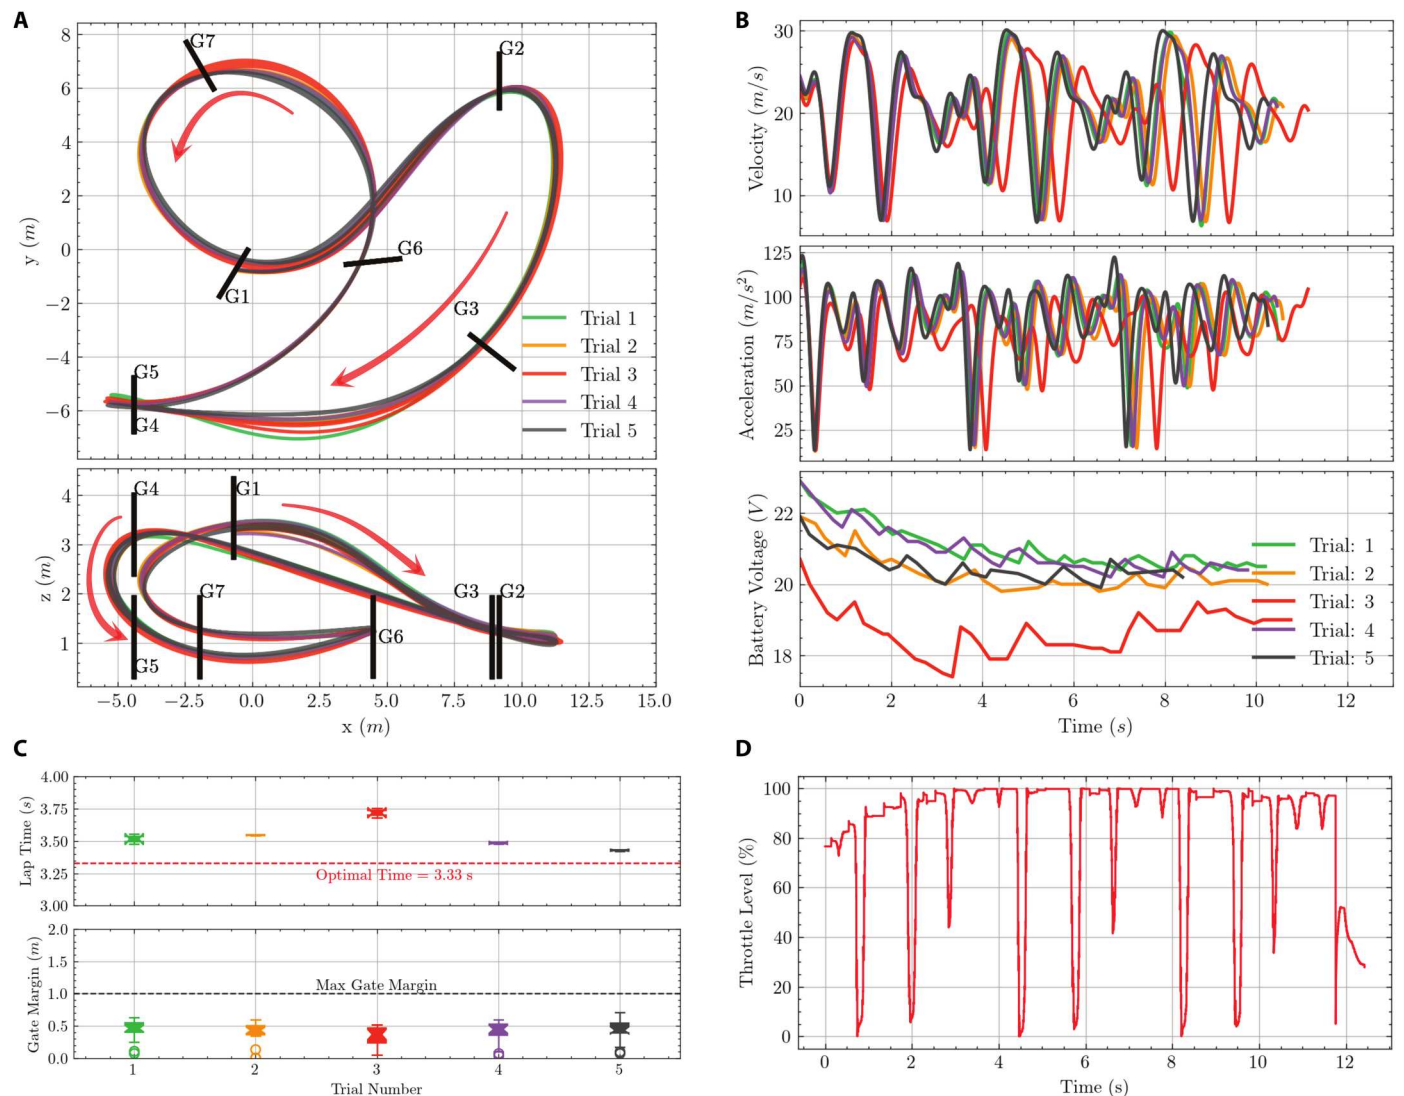 A
8
6
4
2
0
−2
−4
−6
y (m)
G7
G2
G6
G1
G3
G5
G4
Trial 1
Trial 2
Trial 3
Trial 4
Trial 5
4
3
2
1
z (m)
G4
G1
G7
G3
G2
G6
G5
−5.0
−2.5
0.0
2.5
5.0
7.5
10.0
12.5
15.0
x (m)
B
30
20
10
Velocity (m/s)
125
100
75
50
25
Acceleration (m/s²)
22
20
18
Battery Voltage (V)
Trial: 1
Trial: 2
Trial: 3
Trial: 4
Trial: 5
0
2
4
6
8
10
12
Time (s)
C
4.00
3.75
3.50
3.25
3.00
Lap Time (s)
Optimal Time = 3.33 s
2.0
1.5
1.0
0.5
0.0
Gate Margin (m)
Max Gate Margin
1
2
3
4
5
Trial Number
D
100
80
60
40
20
0
Throttle Level (%)
0
2
4
6
8
10
12
Time (s)